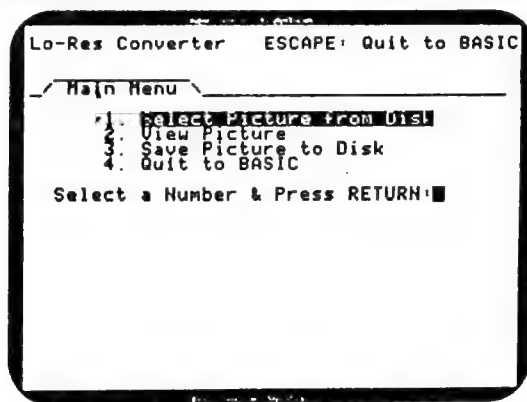 Lo-Res Converter ESCAPE: Quit to BASIC
Main Menu
1. Select Picture from Disk
2. View Picture
3. Save Picture to Disk
4. Quit to BASIC
Select a Number & Press RETURN: